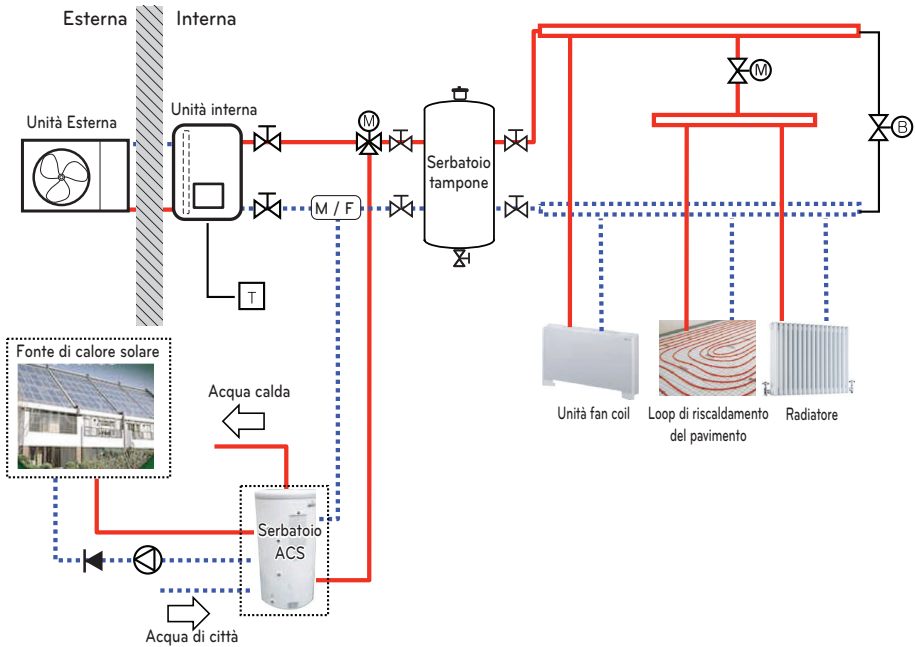 Esterna
Interna
Unità Esterna
Unità interna
M
M / F
T
Serbatoio
tampone
M
B
Fonte di calore solare
Acqua calda
Serbatoio
ACS
Acqua di città
Unità fan coil
Loop di riscaldamento
del pavimento
Radiatore